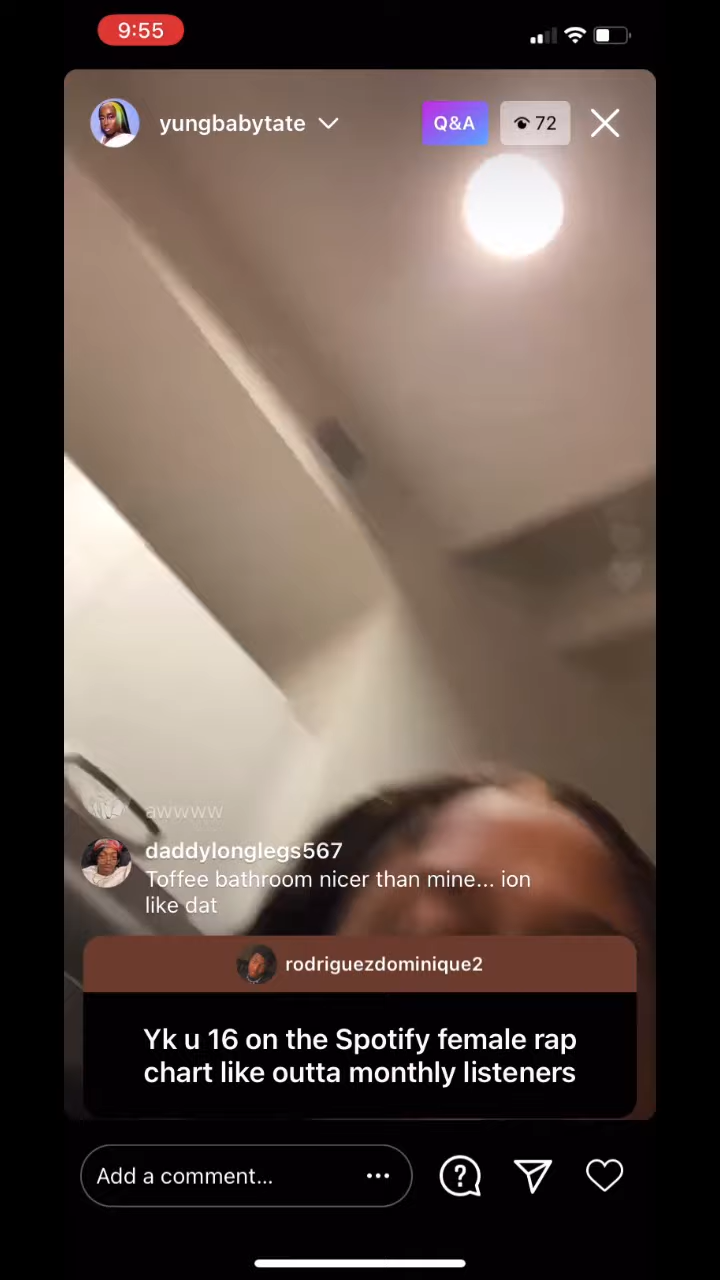 9:55
yungbabytate
Q&A
72
awwww
daddylonglegs567
Toffee bathroom nicer than mine... ion
like dat
rodriguezdominique2
Yk u 16 on the Spotify female rap
chart like outta monthly listeners
Add a comment...